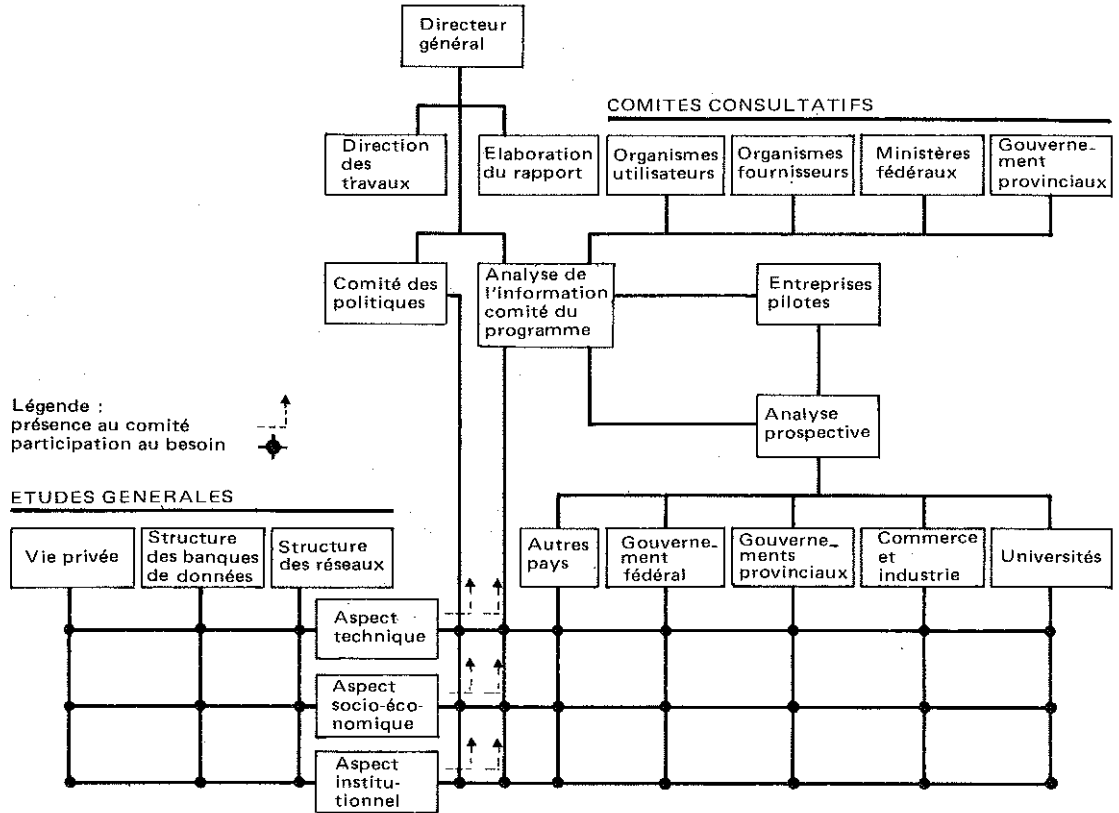 Directeur
général
COMITES CONSULTATIFS
Direction
des
travaux
Elaboration
du rapport
Organismes
utilisateurs
Organismes
fournisseurs
Ministères
fédéraux
Gouverne_
ment
provinciaux
Comité des
politiques
Analyse de
l'information
comité du
programme
Entreprises
pilotes
Légende :
présence au comité
participation au besoin
Analyse
prospective
ETUDES GENERALES
Vie privée
Structure
des banques
de données
Structure
des réseaux
Autres
pays
Gouverne_
ment
fédéral
Gouverne_
ments
provinciaux
Commerce
et
industrie
Universités
Aspect
technique
Aspect
socio-éco-
nomique
Aspect
institu-
tionnel